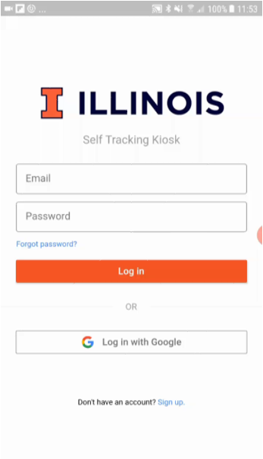 100% 11:53
I ILLINOIS
Self Tracking Kiosk
Email
Password
Forgot password?
Log in
OR
G Log in with Google
Don't have an account? Sign up.